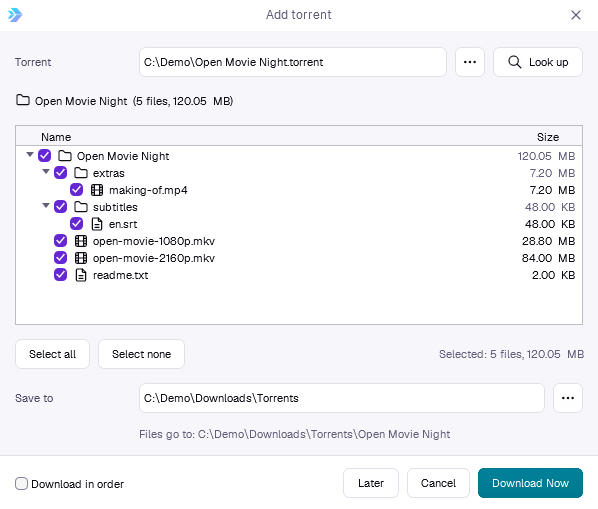 Add torrent
Torrent
C:\Demo\Open Movie Night.torrent
...
Look up
Open Movie Night (5 files, 120.05 MB)
Name Size
Open Movie Night 120.05 MB
extras 7.20 MB
making-of.mp4 7.20 MB
subtitles 48.00 KB
en.srt 48.00 KB
open-movie-1080p.mkv 28.80 MB
open-movie-2160p.mkv 84.00 MB
readme.txt 2.00 KB
Select all Select none Selected: 5 files, 120.05 MB
Save to C:\Demo\Downloads\Torrents ...
Files go to: C:\Demo\Downloads\Torrents\Open Movie Night
Download in order Later Cancel Download Now